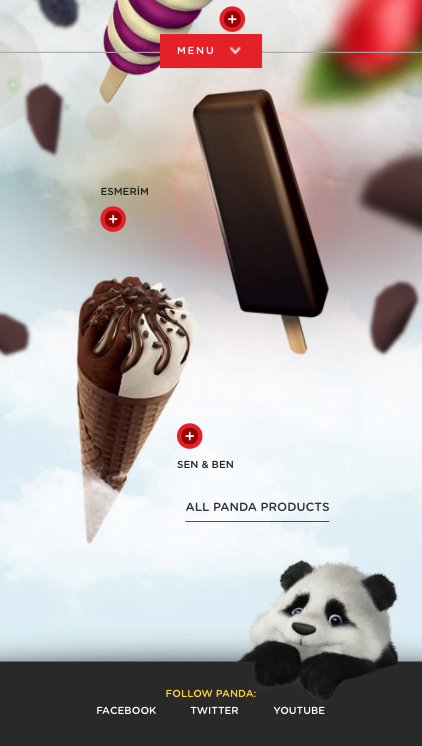 MENU
ESMERİM
SEN & BEN
ALL PANDA PRODUCTS
FOLLOW PANDA:
FACEBOOK TWITTER YOUTUBE